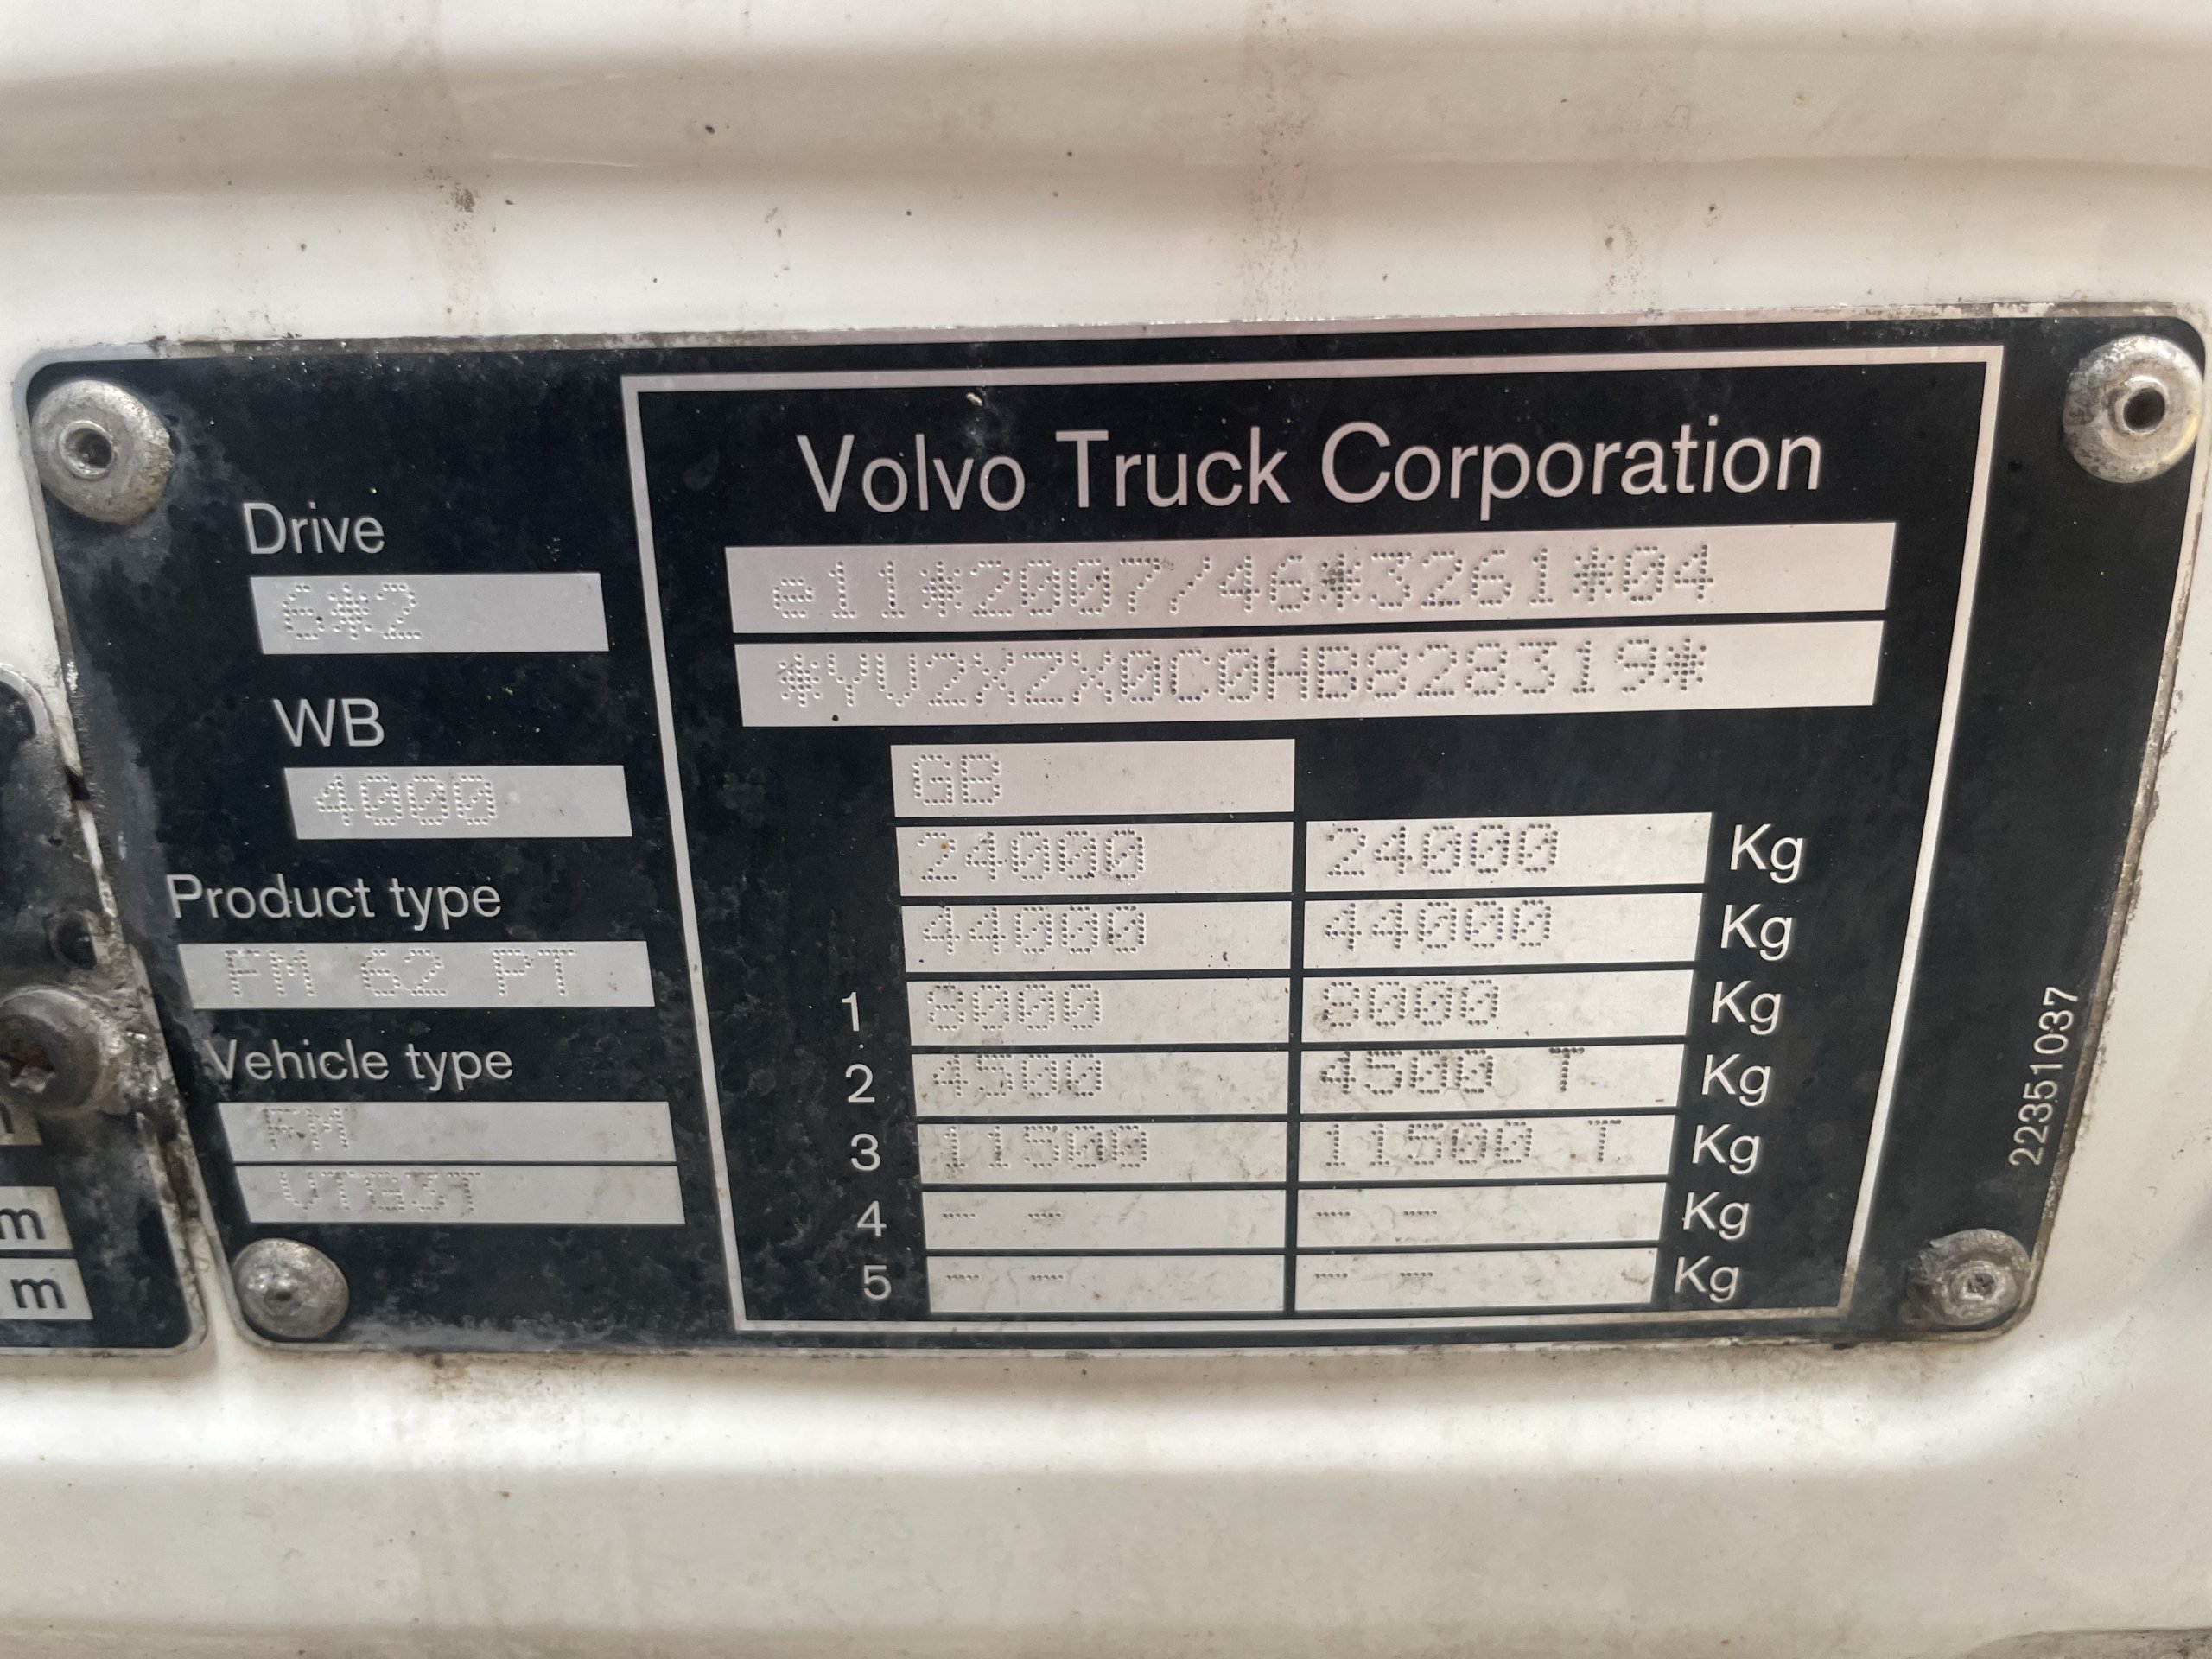 Volvo Truck Corporation
Drive
6*2
e11*2007/46*3261*04
*YV2XZX0C0HB828319*
WB
4000
GB
24000 24000 Kg
44000 44000 Kg
Product type
FM 62 PT
1 8000 8000 Kg
2 4500 4500 T Kg
3 11500 11500 T Kg
4 -- -- Kg
5 -- -- Kg
Vehicle type
FM
22351037
m
m